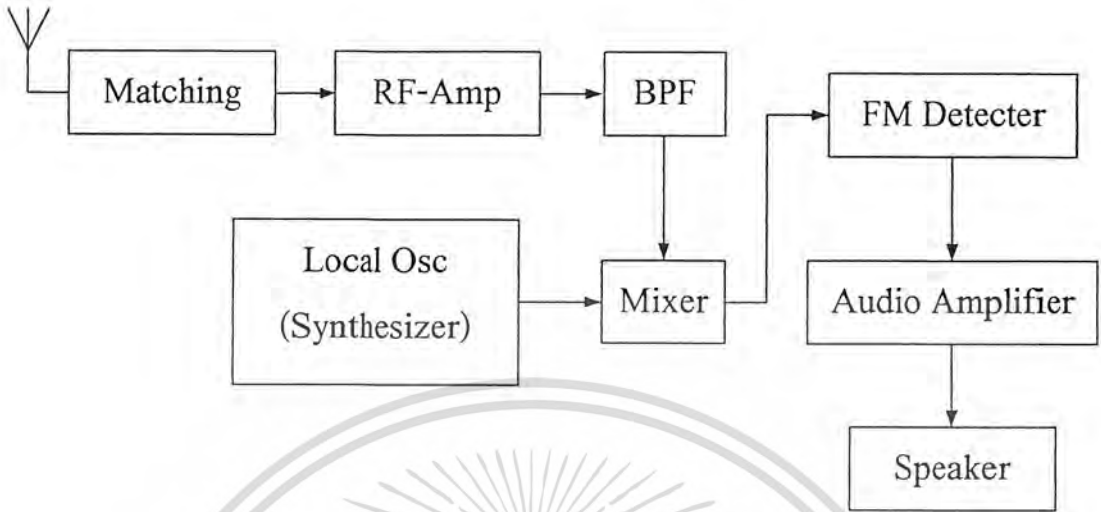 Matching
RF-Amp
BPF
FM Detecter
Local Osc
(Synthesizer)
Mixer
Audio Amplifier
Speaker